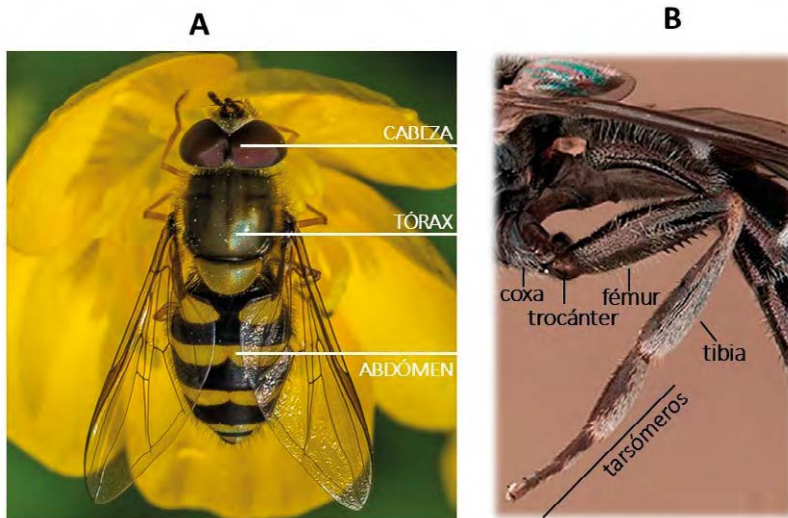 A
B
CABEZA
TÓRAX
ABDÓMEN
coxa
trocánter
fémur
tibia
tarsómeros